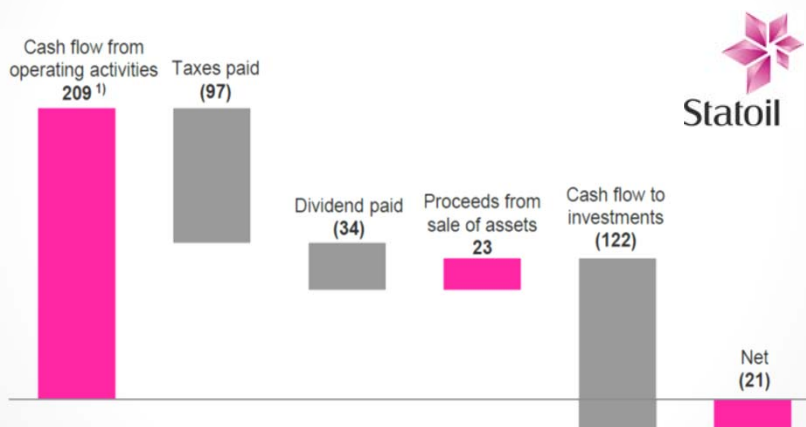 Cash flow from
operating activities
209 1)
Taxes paid
(97)
Dividend paid
(34)
Proceeds from
sale of assets
23
Cash flow to
investments
(122)
Net
(21)
Statoil